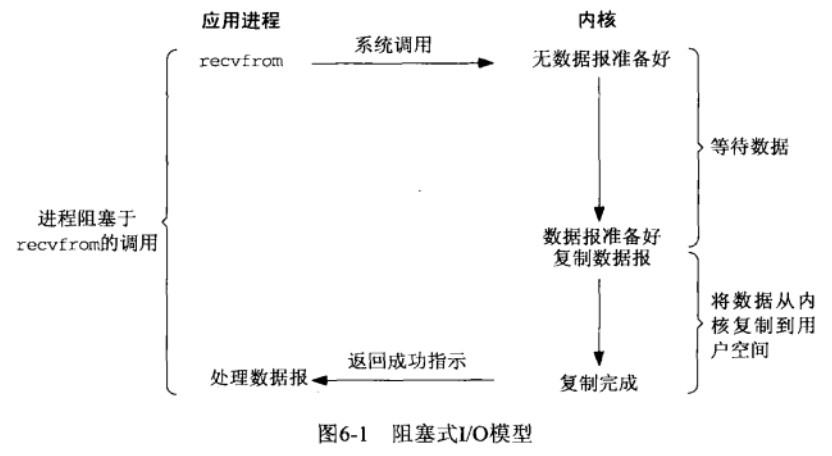 应用进程
内核
recvfrom
系统调用
无数据报准备好
等待数据
进程阻塞于
recvfrom的调用
数据报准备好
复制数据报
将数据从内
核复制到用
户空间
处理数据报
返回成功指示
复制完成
图6-1 阻塞式I/O模型